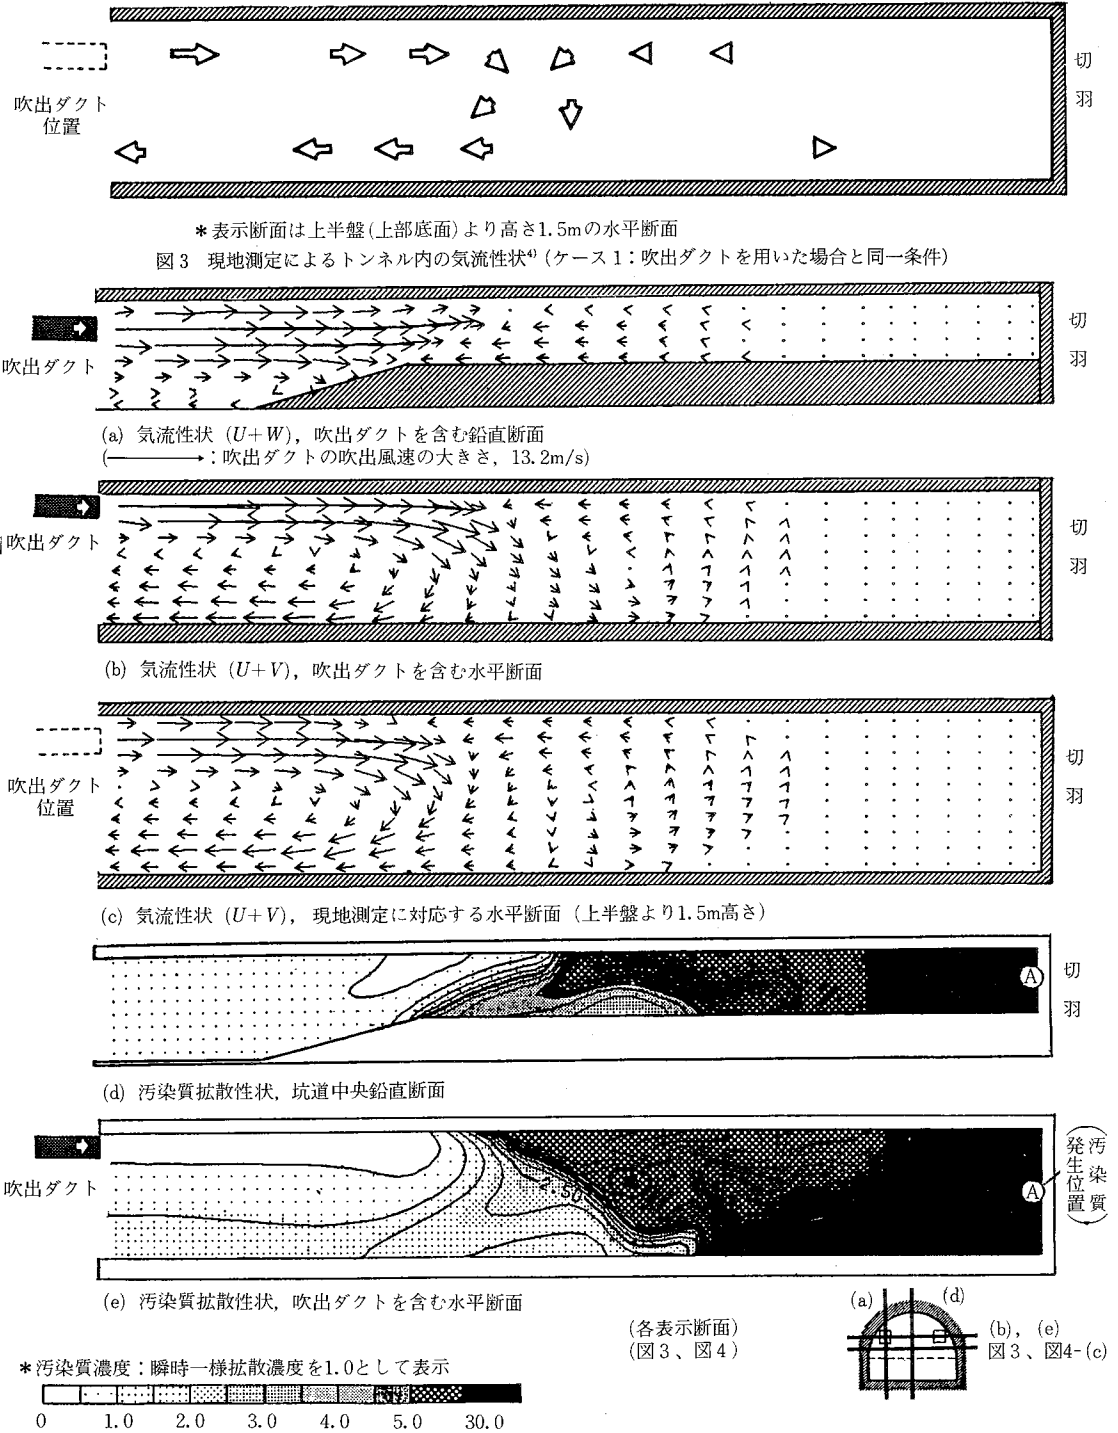 吹出ダクト
位置
切
羽
*表示断面は上半盤(上部底面)より高さ1.5mの水平断面
図3 現地測定によるトンネル内の気流性状⁴⁾(ケース1:吹出ダクトを用いた場合と同一条件)
吹出ダクト
切
羽
(a) 気流性状 (U+W), 吹出ダクトを含む鉛直断面
(———→:吹出ダクトの吹出風速の大きさ, 13.2m/s)
吹出ダクト
切
羽
(b) 気流性状 (U+V), 吹出ダクトを含む水平断面
吹出ダクト
位置
切
羽
(c) 気流性状 (U+V), 現地測定に対応する水平断面 (上半盤より1.5m高さ)
A
切
羽
(d) 汚染質拡散性状, 坑道中央鉛直断面
吹出ダクト
2.50
A
(汚染質
発生位置)
(e) 汚染質拡散性状, 吹出ダクトを含む水平断面
(各表示断面)
(図3、図4)
(a)
(d)
(b), (e)
図3、図4-(c)
*汚染質濃度:瞬時一様拡散濃度を1.0として表示
0 1.0 2.0 3.0 4.0 5.0 30.0